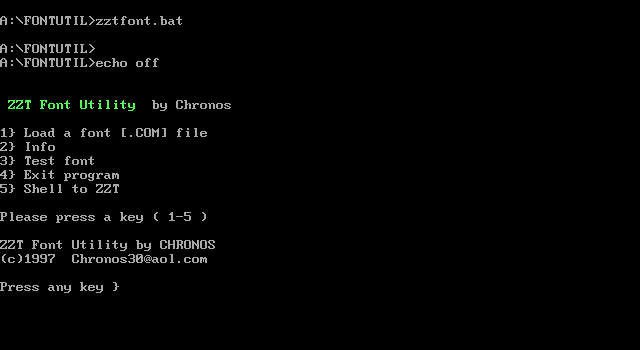 A:\FONTUTIL>zztfont.bat
A:\FONTUTIL>
A:\FONTUTIL>echo off
ZZT Font Utility  by Chronos
1} Load a font [.COM] file
2} Info
3} Test font
4} Exit program
5} Shell to ZZT
Please press a key ( 1-5 )
ZZT Font Utility by CHRONOS
(c)1997  Chronos30@aol.com
Press any key }